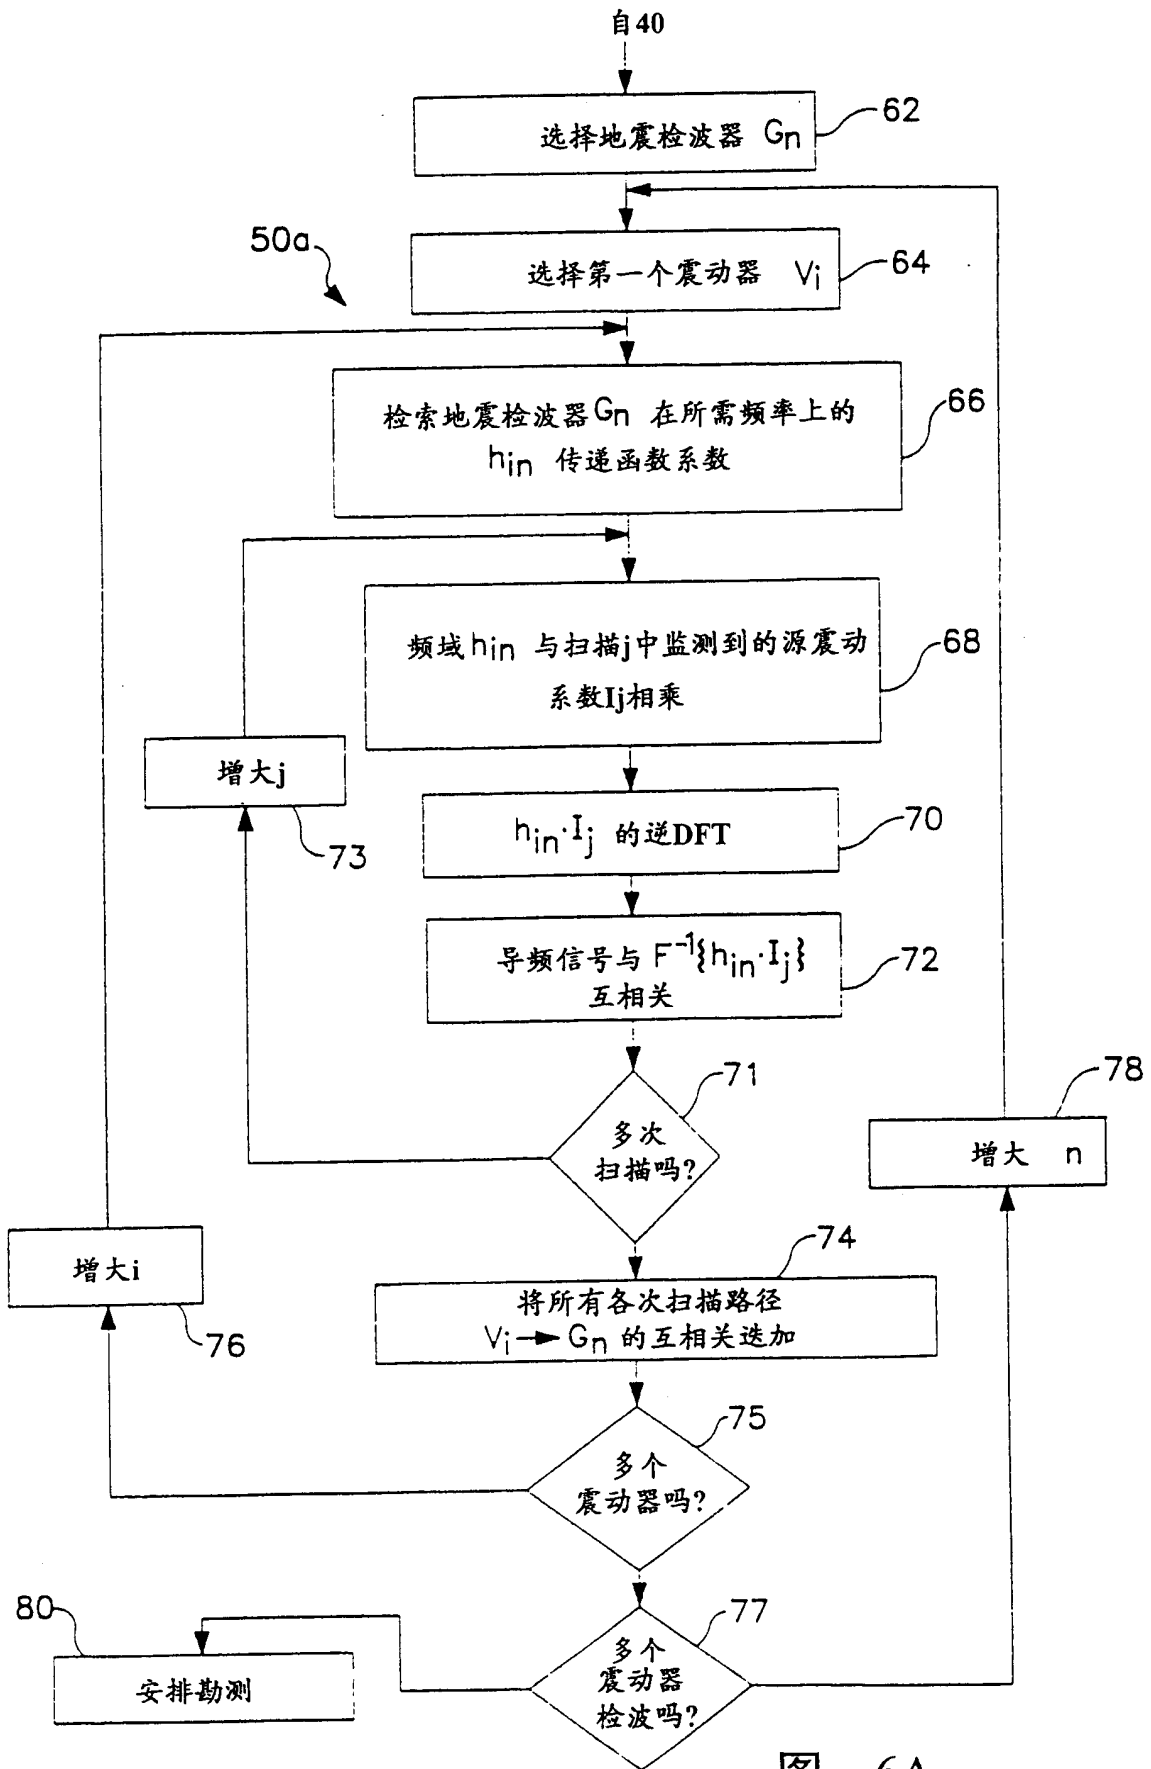 自40
选择地震检波器 Gn
62
50a
选择第一个震动器 Vi
64
检索地震检波器Gn 在所需频率上的
hin 传递函数系数
66
频域hin 与扫描j中监测到的源震动
系数Ij相乘
68
增大j
73
hin·Ij 的逆DFT
70
导频信号与 F⁻¹{hin·Ij}
互相关
72
71
多次
扫描吗?
78
增大 n
增大i
76
74
将所有各次扫描路径
Vi→Gn 的互相关迭加
75
多个
震动器吗?
80
安排勘测
77
多个
震动器
检波吗?
图 6A